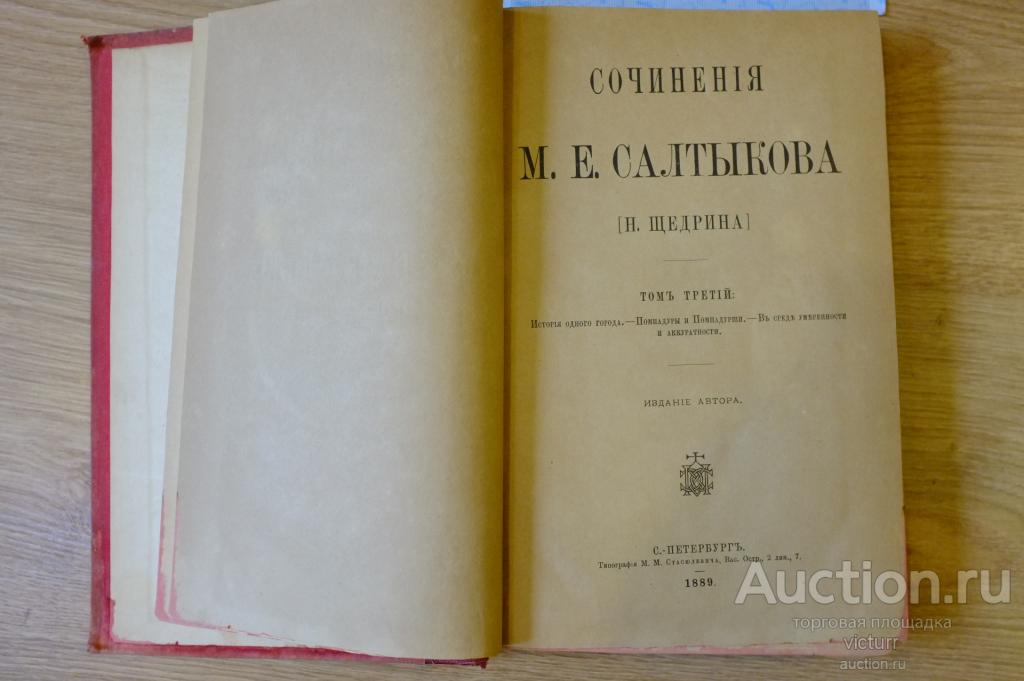 СОЧИНЕНІЯ
М. Е. САЛТЫКОВА
[Н. ЩЕДРИНА]
ТОМЪ ТРЕТІЙ:
Исторія одного города.—Помпадуры и Помпадурши.—Въ средѣ умѣренности
и аккуратности.
ИЗДАНІЕ АВТОРА.
С.-ПЕТЕРБУРГЪ.
Типографія М. М. Стасюлевича, Вас. Остр., 2 лин., 7.
1889.
Auction.ru
торговая площадка
victurr
auction.ru